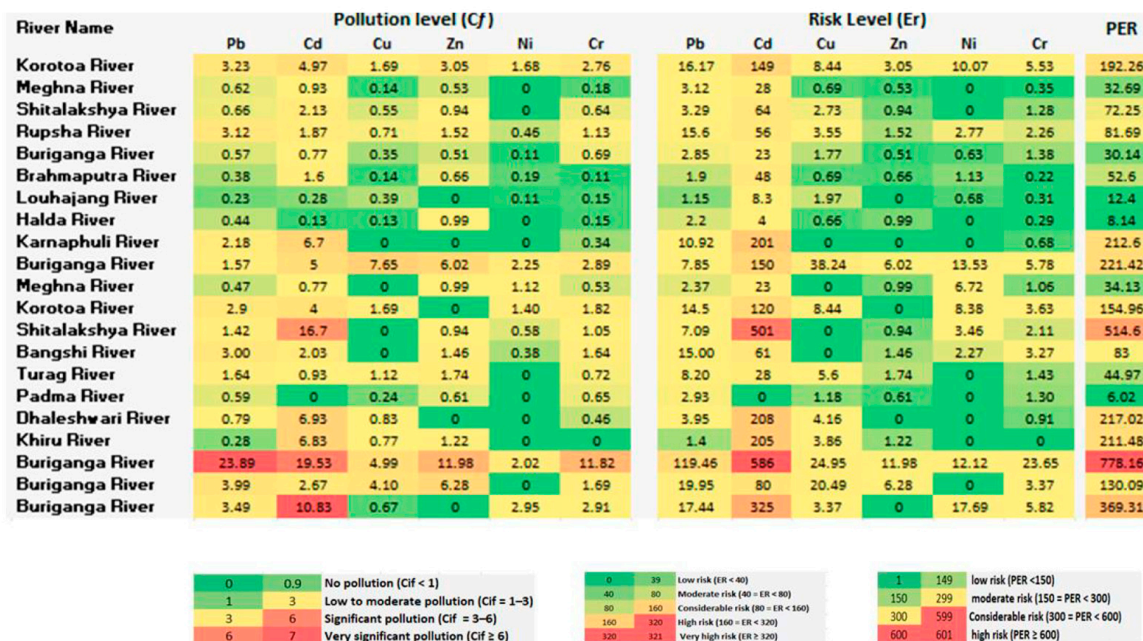 River Name Pollution level (Cf) Risk Level (Er) PER
Pb Cd Cu Zn Ni Cr Pb Cd Cu Zn Ni Cr
Korotoa River 3.23 4.97 1.69 3.05 1.68 2.76 16.17 149 8.44 3.05 10.07 5.53 192.26
Meghna River 0.62 0.93 0.14 0.53 0 0.18 3.12 28 0.69 0.53 0 0.35 32.69
Shitalakshya River 0.66 2.13 0.55 0.94 0 0.64 3.29 64 2.73 0.94 0 1.28 72.25
Rupsha River 3.12 1.87 0.71 1.52 0.46 1.13 15.6 56 3.55 1.52 2.77 2.26 81.69
Buriganga River 0.57 0.77 0.35 0.51 0.11 0.69 2.85 23 1.77 0.51 0.63 1.38 30.14
Brahmaputra River 0.38 1.6 0.14 0.66 0.19 0.11 1.9 48 0.69 0.66 1.13 0.22 52.6
Louhajang River 0.23 0.28 0.39 0 0.11 0.15 1.15 8.3 1.97 0 0.68 0.31 12.4
Halda River 0.44 0.13 0.13 0.99 0 0.15 2.2 4 0.66 0.99 0 0.29 8.14
Karnaphuli River 2.18 6.7 0 0 0 0.34 10.92 201 0 0 0 0.68 212.6
Buriganga River 1.57 5 7.65 6.02 2.25 2.89 7.85 150 38.24 6.02 13.53 5.78 221.42
Meghna River 0.47 0.77 0 0.99 1.12 0.53 2.37 23 0 0.99 6.72 1.06 34.13
Korotoa River 2.9 4 1.69 0 1.40 1.82 14.5 120 8.44 0 8.38 3.63 154.96
Shitalakshya River 1.42 16.7 0 0.94 0.58 1.05 7.09 501 0 0.94 3.46 2.11 514.6
Bangshi River 3.00 2.03 0 1.46 0.38 1.64 15.00 61 0 1.46 2.27 3.27 83
Turag River 1.64 0.93 1.12 1.74 0 0.72 8.20 28 5.6 1.74 0 1.43 44.97
Padma River 0.59 0 0.24 0.61 0 0.65 2.93 0 1.18 0.61 0 1.30 6.02
Dhaleshwari River 0.79 6.93 0.83 0 0 0.46 3.95 208 4.16 0 0 0.91 217.02
Khiru River 0.28 6.83 0.77 1.22 0 0 1.4 205 3.86 1.22 0 0 211.48
Buriganga River 23.89 19.53 4.99 11.98 2.02 11.82 119.46 586 24.95 11.98 12.12 23.65 778.16
Buriganga River 3.99 2.67 4.10 6.28 0 1.69 19.95 80 20.49 6.28 0 3.37 130.09
Buriganga River 3.49 10.83 0.67 0 2.95 2.91 17.44 325 3.37 0 17.69 5.82 369.31
0 0.9 No pollution (Cif < 1)
1 3 Low to moderate pollution (Cif = 1–3)
3 6 Significant pollution (Cif = 3–6)
6 7 Very significant pollution (Cif ≥ 6)
0 39 Low risk (ER < 40)
40 80 Moderate risk (40 = ER < 80)
80 160 Considerable risk (80 = ER < 160)
160 320 High risk (160 = ER < 320)
320 321 Very high risk (ER ≥ 320)
1 149 low risk (PER <150)
150 299 moderate risk (150 = PER < 300)
300 599 Considerable risk (300 = PER < 600)
600 601 high risk (PER ≥ 600)